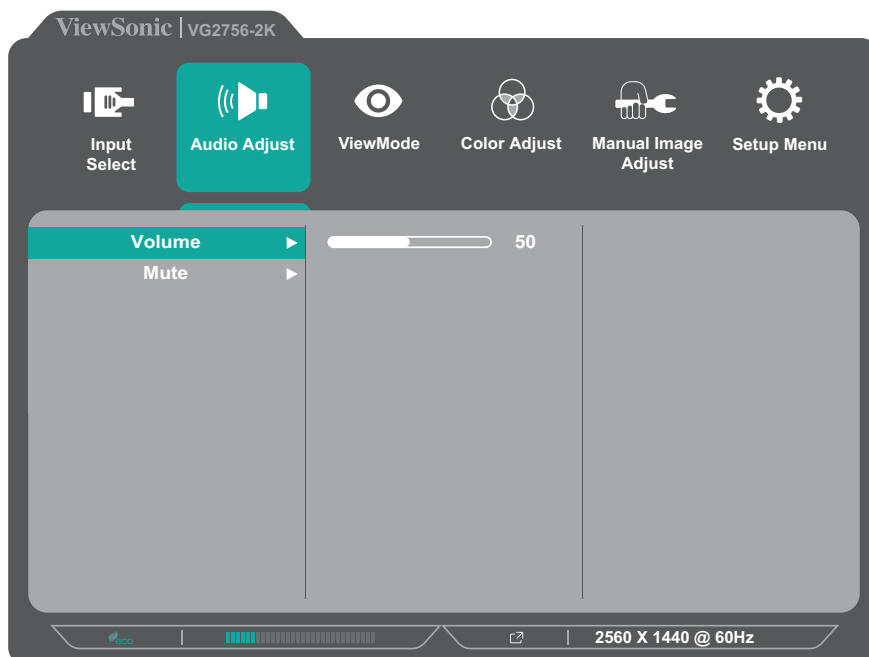 ViewSonic | VG2756-2K
Input
Select
Audio Adjust
ViewMode
Color Adjust
Manual Image
Adjust
Setup Menu
Volume
50
Mute
eco
2560 X 1440 @ 60Hz